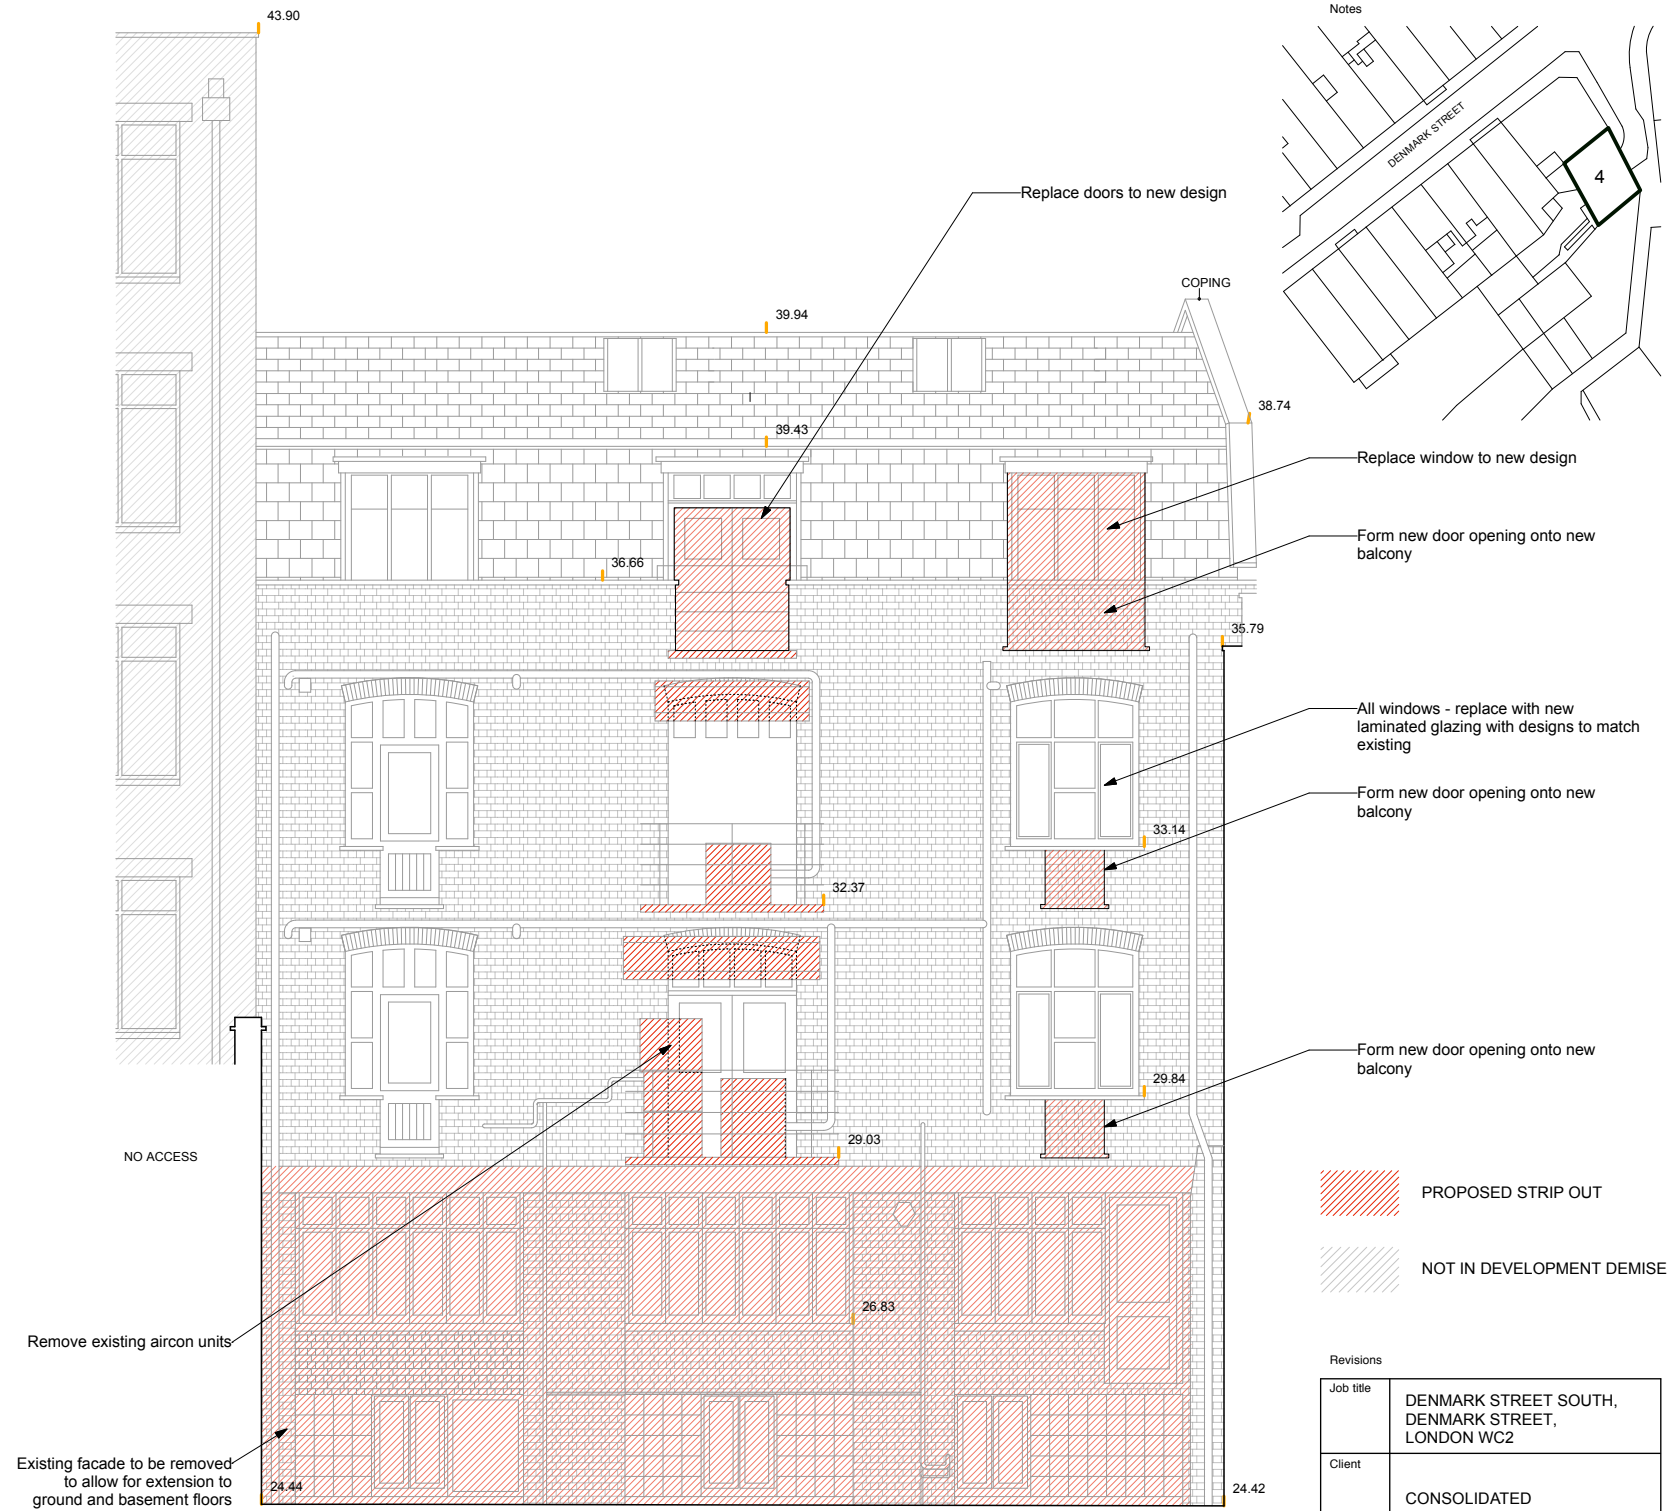 Notes
43.90
DENMARK STREET
4
Replace doors to new design
COPING
39.94
38.74
39.43
Replace window to new design
Form new door opening onto new
balcony
36.66
35.79
All windows - replace with new
laminated glazing with designs to match
existing
Form new door opening onto new
balcony
33.14
32.37
Form new door opening onto new
balcony
29.84
29.03
NO ACCESS
PROPOSED STRIP OUT
NOT IN DEVELOPMENT DEMISE
26.83
Remove existing aircon units
Revisions
Job title
DENMARK STREET SOUTH,
DENMARK STREET,
LONDON WC2
Existing facade to be removed
to allow for extension to
ground and basement floors
Client
CONSOLIDATED
24.44
24.42